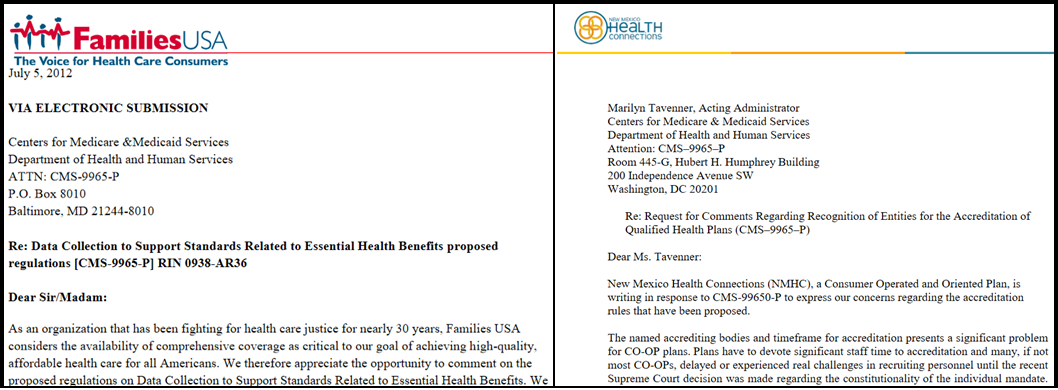 FamiliesUSA
The Voice for Health Care Consumers
July 5, 2012
VIA ELECTRONIC SUBMISSION
Centers for Medicare &Medicaid Services
Department of Health and Human Services
ATTN: CMS-9965-P
P.O. Box 8010
Baltimore, MD 21244-8010
Re: Data Collection to Support Standards Related to Essential Health Benefits proposed
regulations [CMS-9965-P] RIN 0938-AR36
Dear Sir/Madam:
As an organization that has been fighting for health care justice for nearly 30 years, Families USA
considers the availability of comprehensive coverage as critical to our goal of achieving high-quality,
affordable health care for all Americans. We therefore appreciate the opportunity to comment on the
proposed regulations on Data Collection to Support Standards Related to Essential Health Benefits. We
NEW MEXICO
HEALTH
CONNECTIONS
Marilyn Tavenner, Acting Administrator
Centers for Medicare & Medicaid Services
Department of Health and Human Services
Attention: CMS–9965–P
Room 445-G, Hubert H. Humphrey Building
200 Independence Avenue SW
Washington, DC 20201
Re: Request for Comments Regarding Recognition of Entities for the Accreditation of
Qualified Health Plans (CMS–9965–P)
Dear Ms. Tavenner:
New Mexico Health Connections (NMHC), a Consumer Operated and Oriented Plan, is
writing in response to CMS-99650-P to express our concerns regarding the accreditation
rules that have been proposed.
The named accrediting bodies and timeframe for accreditation presents a significant problem
for CO-OP plans. Plans have to devote significant staff time to accreditation and many, if not
most CO-OPs, delayed or experienced real challenges in recruiting personnel until the recent
Supreme Court decision was made regarding the constitutionality of the individual mandate.